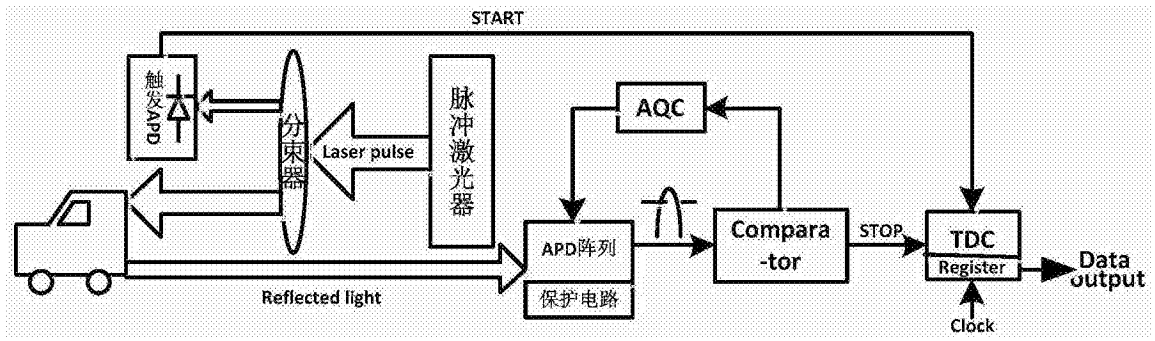 START
触发APD
分束器
Laser pulse
脉冲激光器
AQC
APD阵列
保护电路
Compara
-tor
STOP
TDC
Register
Data
output
Clock
Reflected light